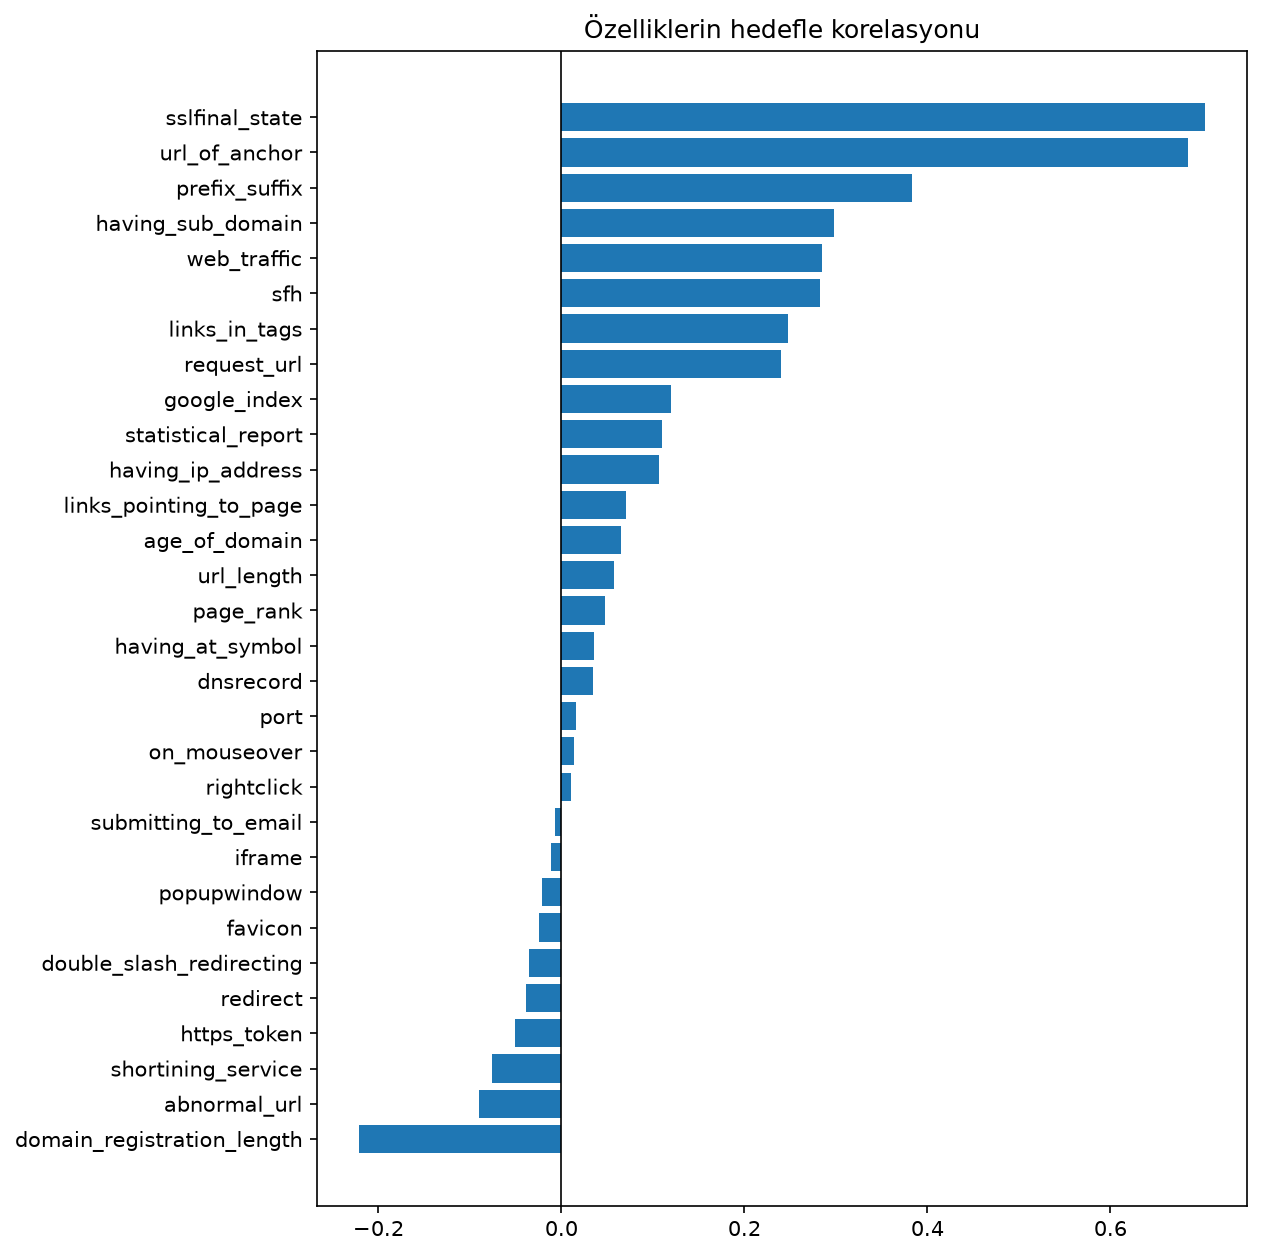 Özelliklerin hedefle korelasyonu
sslfinal_state
url_of_anchor
prefix_suffix
having_sub_domain
web_traffic
sfh
links_in_tags
request_url
google_index
statistical_report
having_ip_address
links_pointing_to_page
age_of_domain
url_length
page_rank
having_at_symbol
dnsrecord
port
on_mouseover
rightclick
submitting_to_email
iframe
popupwindow
favicon
double_slash_redirecting
redirect
https_token
shortining_service
abnormal_url
domain_registration_length
−0.2 0.0 0.2 0.4 0.6